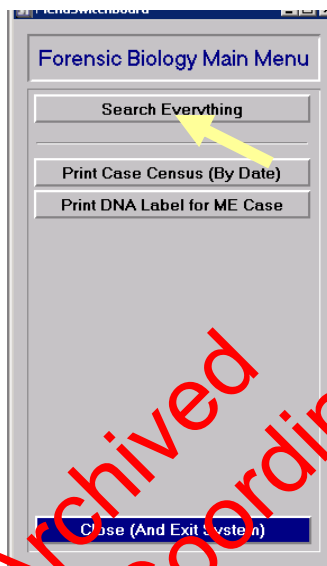 Forensic Biology Main Menu
Search Everything
Print Case Census (By Date)
Print DNA Label for ME Case
Close (And Exit System)
Archived